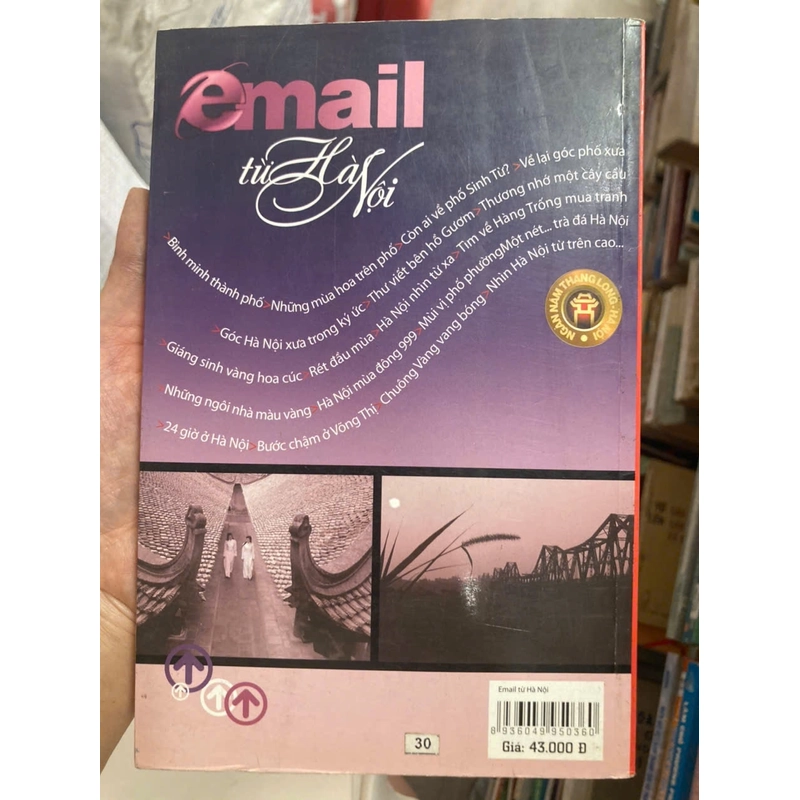 email
từ Hà Nội
>Bình minh thành phố>Những mùa hoa trên phố>Còn ai về phố Sinh Từ? >Về lại góc phố xưa
>Góc Hà Nội xưa trong ký ức>Thư viết bên hồ Gươm>Thương nhớ một cây cầu
>Giáng sinh vàng hoa cúc>Rét đầu mùa>Hà Nội nhìn từ xa>Tìm về Hàng Trống mua tranh
>Những ngôi nhà màu vàng>Hà Nội mùa đông 999>Mùi vị phố phườngMột nét... trà đá Hà Nội
>24 giờ ở Hà Nội>Bước chậm ở Võng Thị>Chuông Vàng vang bóng>Nhìn Hà Nội từ trên cao...
NGÀN NĂM THĂNG LONG - HÀ NỘI
Email từ Hà Nội
8 936049 950360
Giá: 43.000 Đ
30